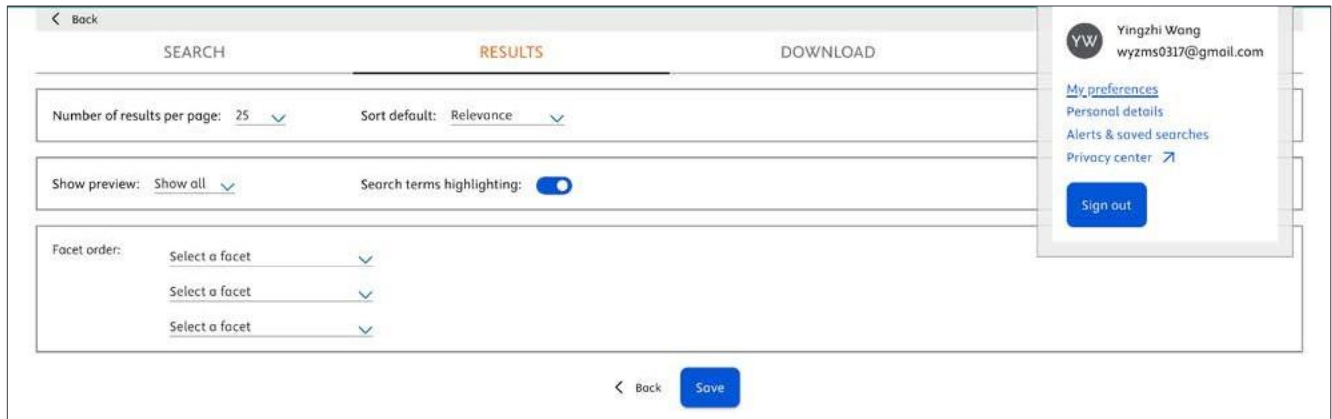 Back
SEARCH RESULTS DOWNLOAD
Number of results per page: 25 Sort default: Relevance
Show preview: Show all Search terms highlighting:
Facet order: Select a facet
Select a facet
Select a facet
Back Save
YW Yingzhi Wang
wyzms0317@gmail.com
My preferences
Personal details
Alerts & saved searches
Privacy center
Sign out